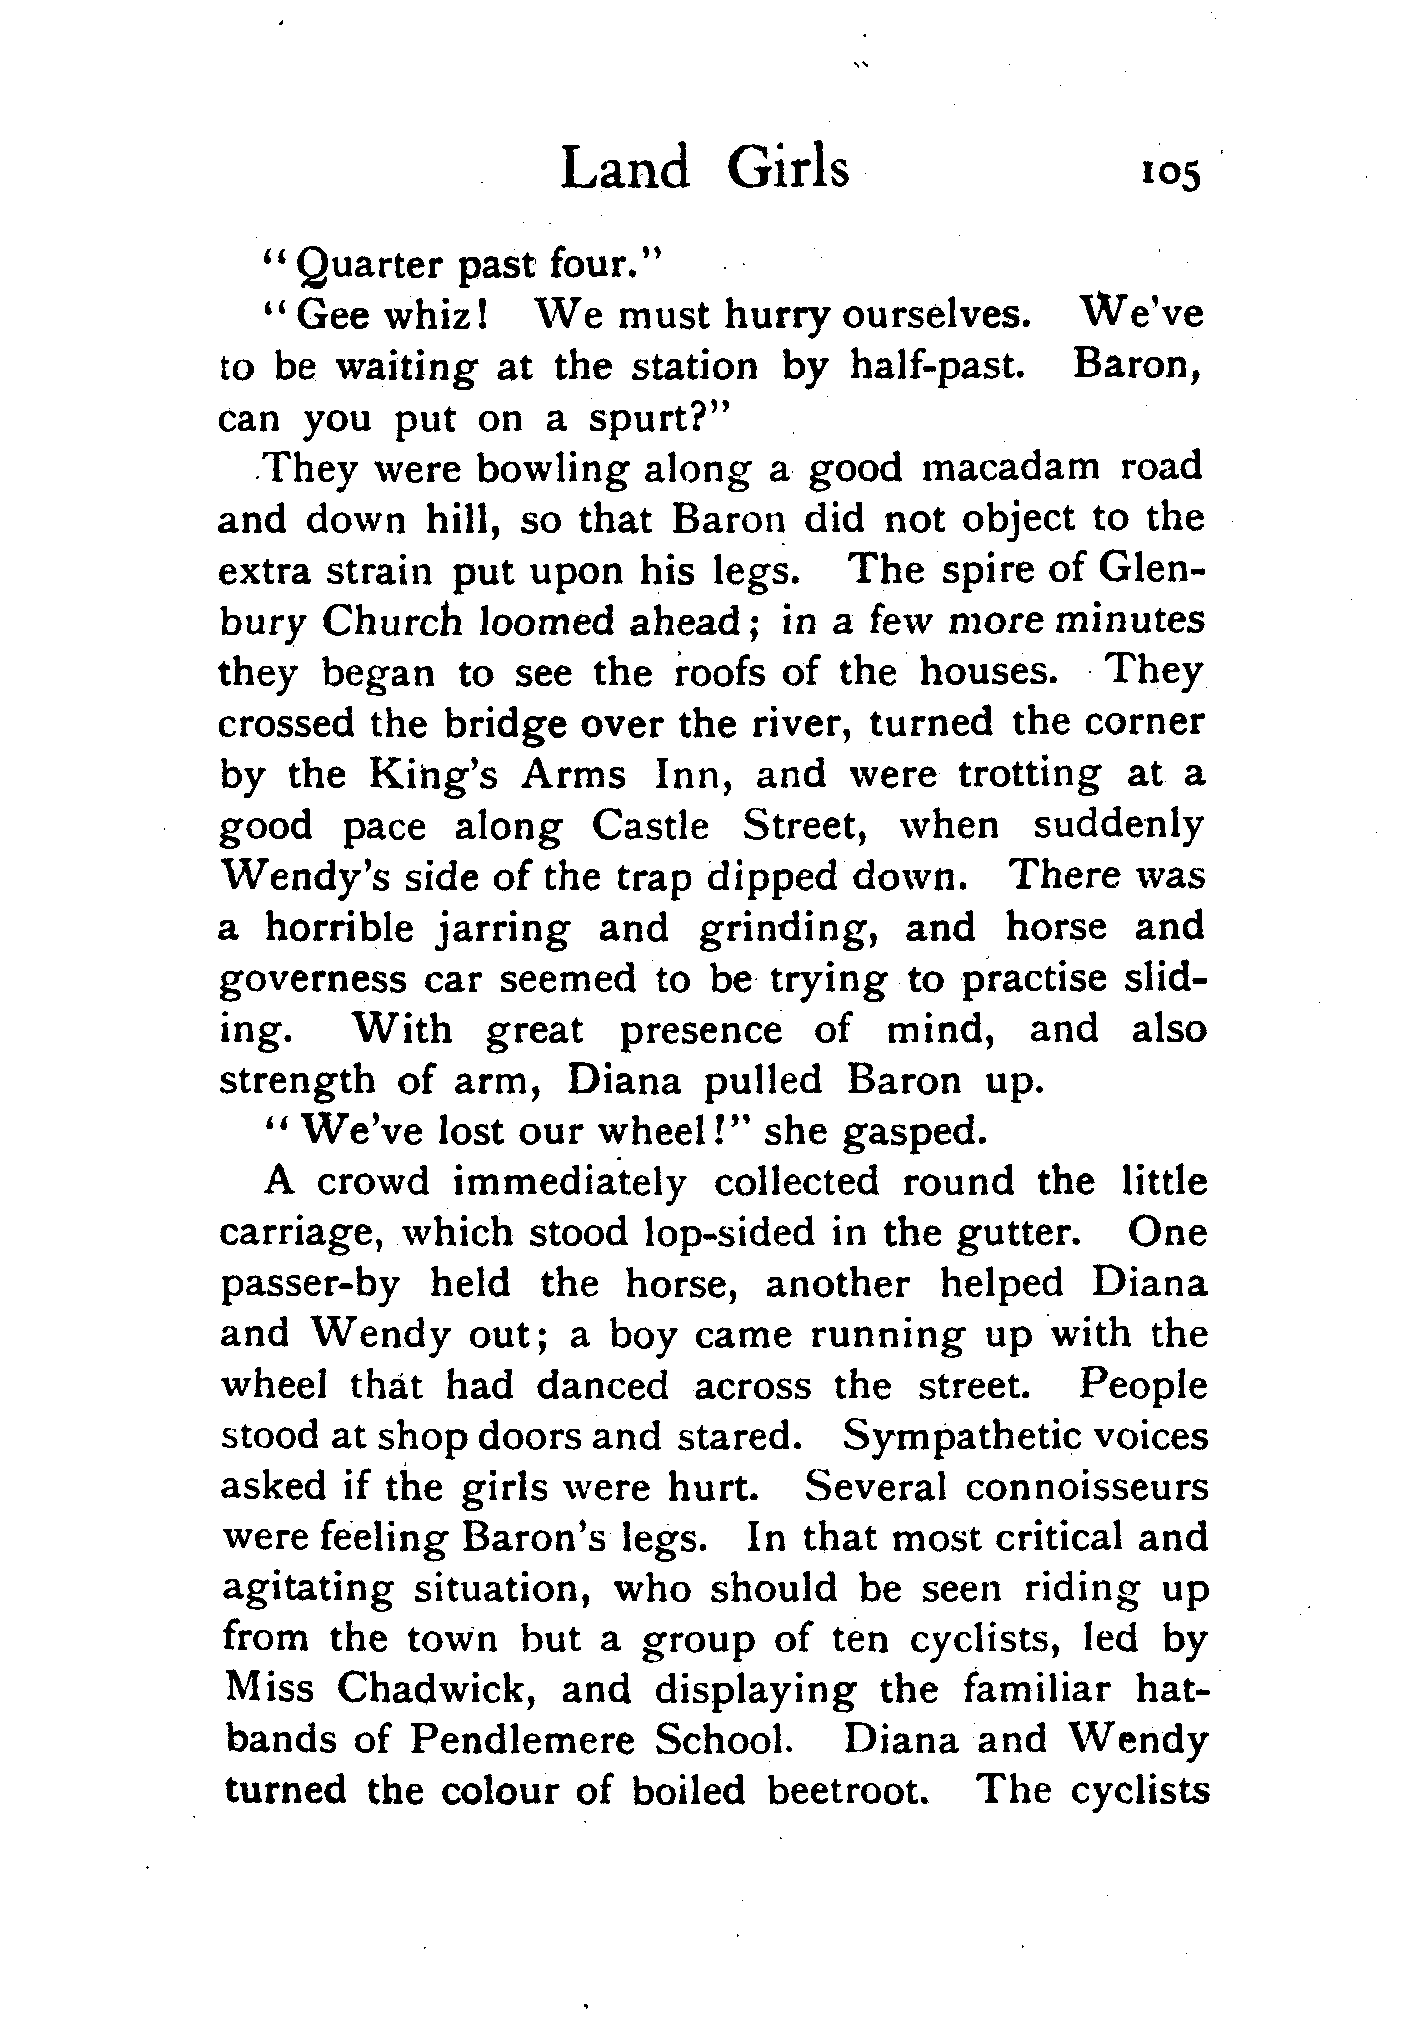 Land Girls 105
"Quarter past four."
"Gee whiz! We must hurry ourselves. We've
to be waiting at the station by half-past. Baron,
can you put on a spurt?"
They were bowling along a good macadam road
and down hill, so that Baron did not object to the
extra strain put upon his legs. The spire of Glen-
bury Church loomed ahead; in a few more minutes
they began to see the roofs of the houses. They
crossed the bridge over the river, turned the corner
by the King's Arms Inn, and were trotting at a
good pace along Castle Street, when suddenly
Wendy's side of the trap dipped down. There was
a horrible jarring and grinding, and horse and
governess car seemed to be trying to practise slid-
ing. With great presence of mind, and also
strength of arm, Diana pulled Baron up.
"We've lost our wheel!" she gasped.
A crowd immediately collected round the little
carriage, which stood lop-sided in the gutter. One
passer-by held the horse, another helped Diana
and Wendy out; a boy came running up with the
wheel that had danced across the street. People
stood at shop doors and stared. Sympathetic voices
asked if the girls were hurt. Several connoisseurs
were feeling Baron's legs. In that most critical and
agitating situation, who should be seen riding up
from the town but a group of ten cyclists, led by
Miss Chadwick, and displaying the familiar hat-
bands of Pendlemere School. Diana and Wendy
turned the colour of boiled beetroot. The cyclists